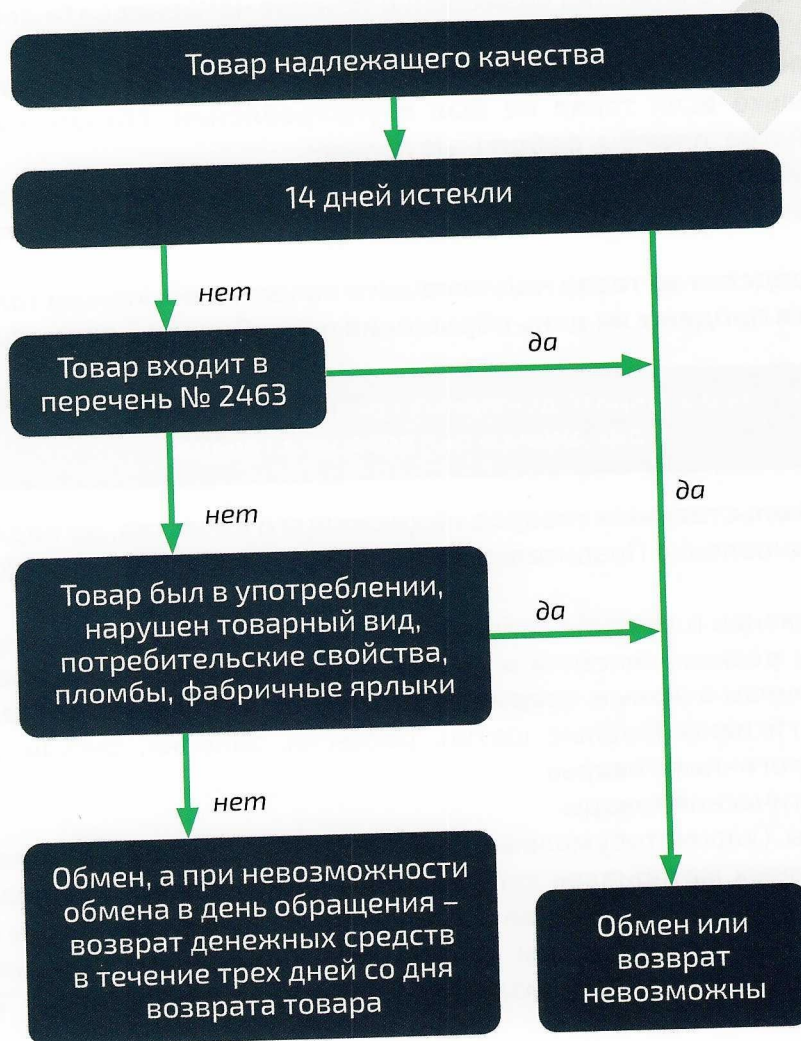 Товар надлежащего качества
14 дней истекли
нет
да
Товар входит в
перечень № 2463
нет
да
Товар был в употреблении,
нарушен товарный вид,
потребительские свойства,
пломбы, фабричные ярлыки
да
нет
Обмен, а при невозможности
обмена в день обращения –
возврат денежных средств
в течение трех дней со дня
возврата товара
Обмен или
возврат
невозможны